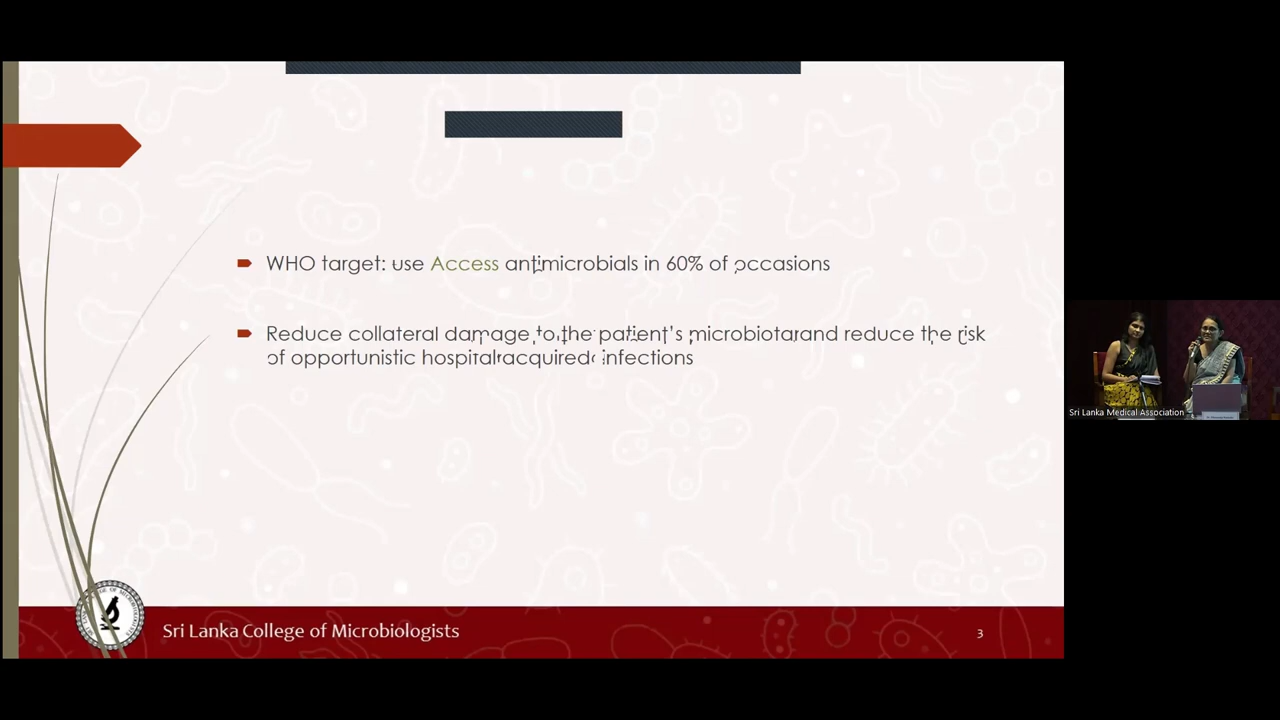 WHO target: use Access antimicrobials in 60% of occasions
Reduce collateral damage to the patient's microbiota and reduce the risk
of opportunistic hospital acquired infections
Sri Lanka Medical Association
Sri Lanka College of Microbiologists
3